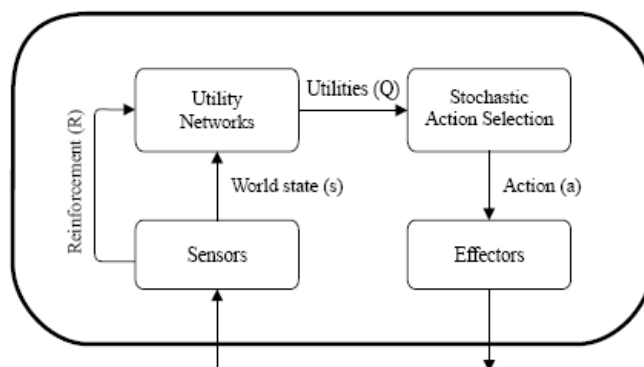 Utility
Networks
Utilities (Q)
Stochastic
Action Selection
Reinforcement (R)
World state (s)
Action (a)
Sensors
Effectors